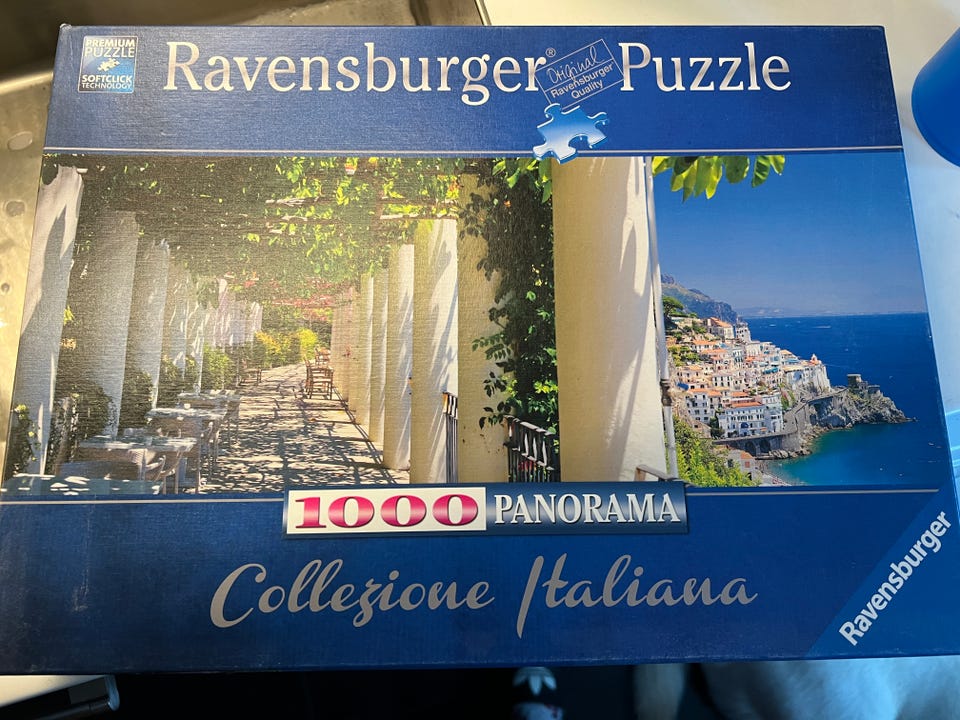 PREMIUM
PUZZLE
SOFTCLICK
TECHNOLOGY
Ravensburger® Puzzle
Original
Ravensburger
Quality
1000 PANORAMA
Collezione Italiana
Ravensburger